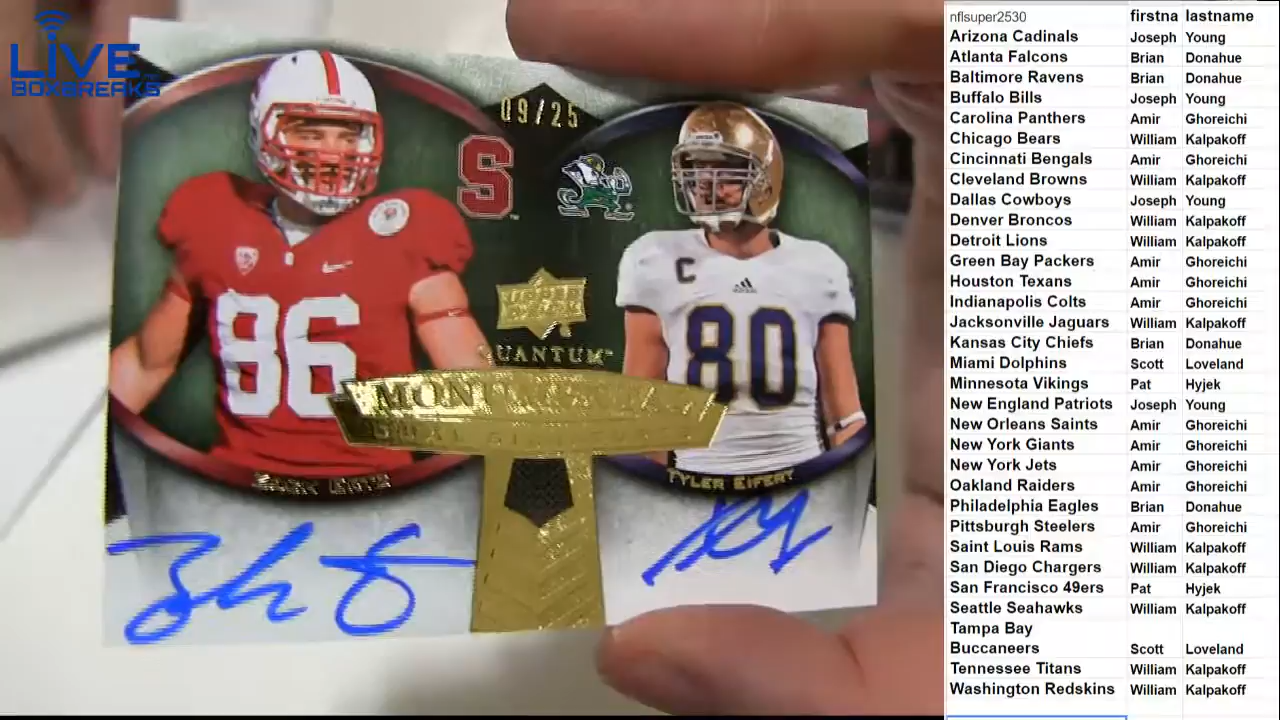 LIVE
BOXBREAKS
09/25
S
C
86
80
UPPER
DECK
QUANTUM™
ZACH ERTZ
TYLER EIFERT
nflsuper2530 firstna lastname
Arizona Cadinals Joseph Young
Atlanta Falcons Brian Donahue
Baltimore Ravens Brian Donahue
Buffalo Bills Joseph Young
Carolina Panthers Amir Ghoreichi
Chicago Bears William Kalpakoff
Cincinnati Bengals Amir Ghoreichi
Cleveland Browns William Kalpakoff
Dallas Cowboys Joseph Young
Denver Broncos William Kalpakoff
Detroit Lions William Kalpakoff
Green Bay Packers Amir Ghoreichi
Houston Texans Amir Ghoreichi
Indianapolis Colts Amir Ghoreichi
Jacksonville Jaguars William Kalpakoff
Kansas City Chiefs Brian Donahue
Miami Dolphins Scott Loveland
Minnesota Vikings Pat Hyjek
New England Patriots Joseph Young
New Orleans Saints Amir Ghoreichi
New York Giants Amir Ghoreichi
New York Jets Amir Ghoreichi
Oakland Raiders Amir Ghoreichi
Philadelphia Eagles Brian Donahue
Pittsburgh Steelers Amir Ghoreichi
Saint Louis Rams William Kalpakoff
San Diego Chargers William Kalpakoff
San Francisco 49ers Pat Hyjek
Seattle Seahawks William Kalpakoff
Tampa Bay
Buccaneers Scott Loveland
Tennessee Titans William Kalpakoff
Washington Redskins William Kalpakoff